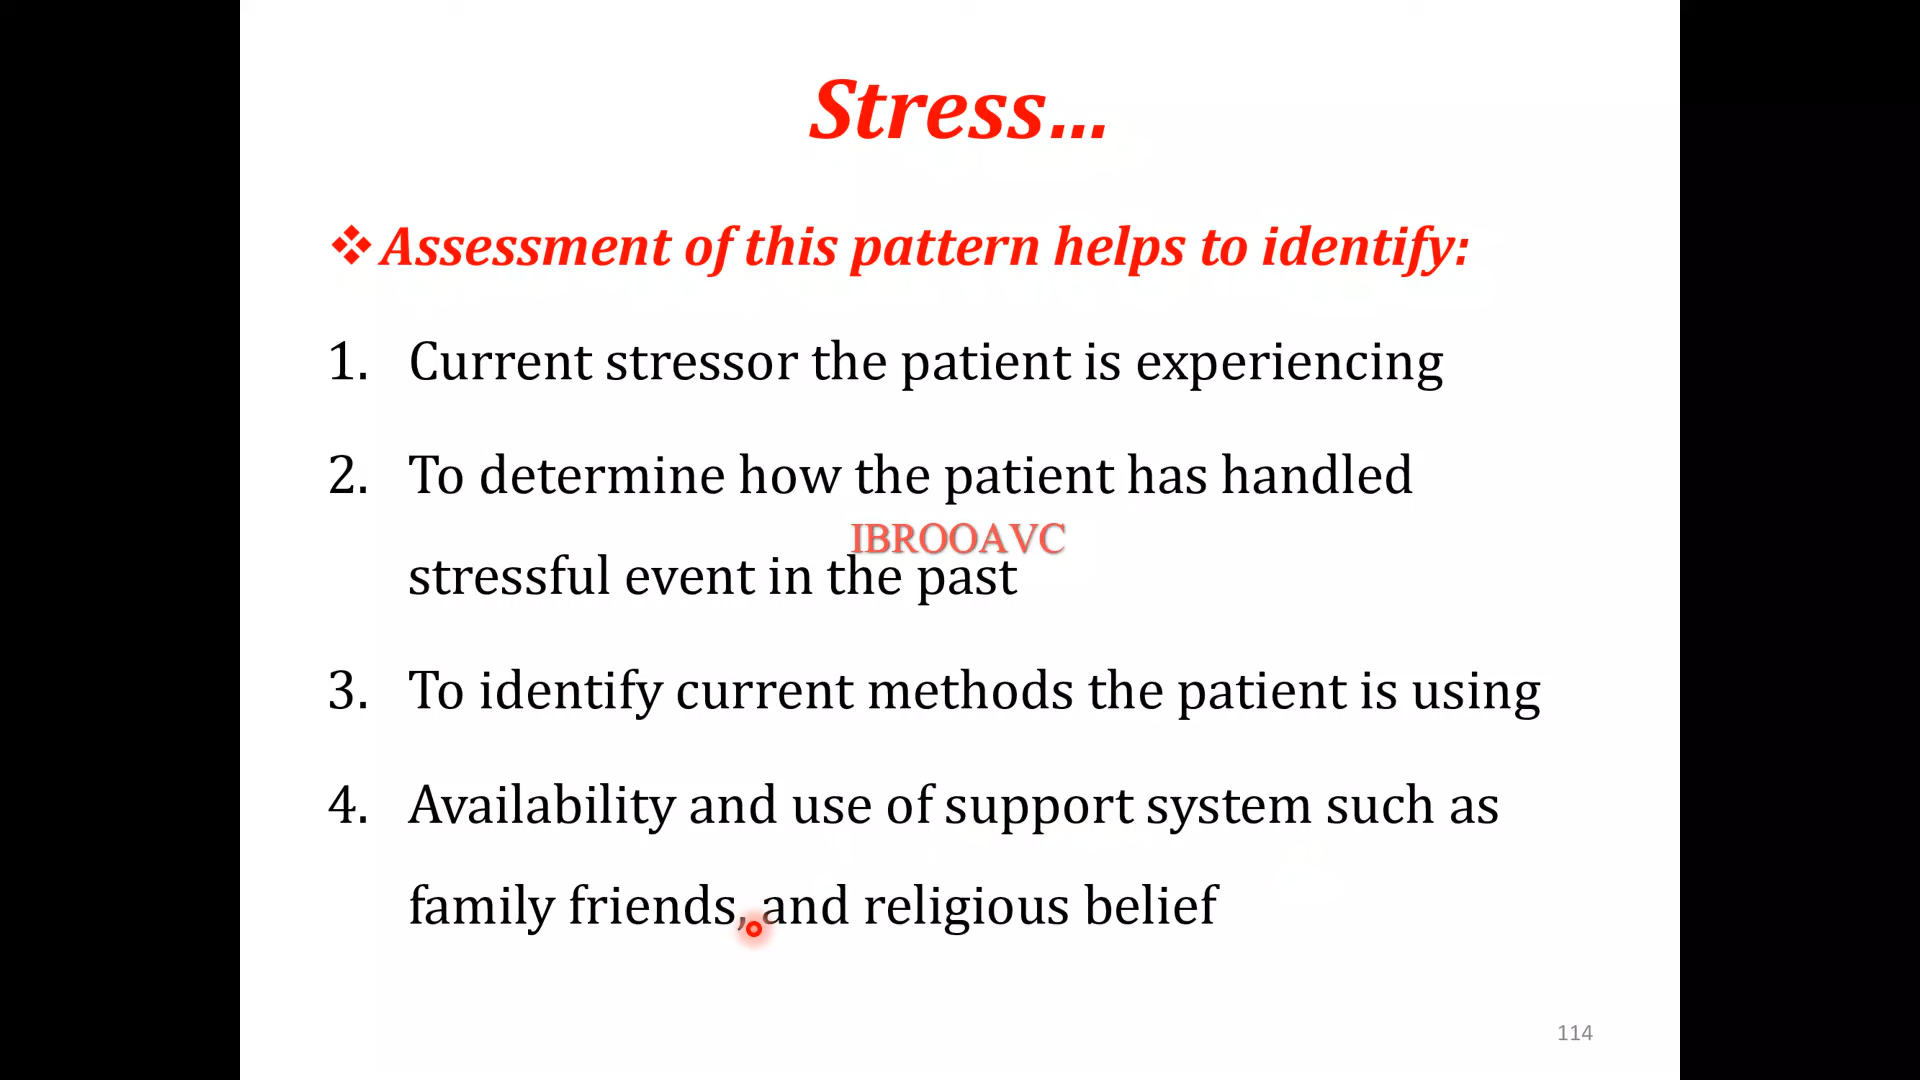 Stress...
❖Assessment of this pattern helps to identify:
1. Current stressor the patient is experiencing
2. To determine how the patient has handled
IBROOAVC
stressful event in the past
3. To identify current methods the patient is using
4. Availability and use of support system such as
family friends, and religious belief
114